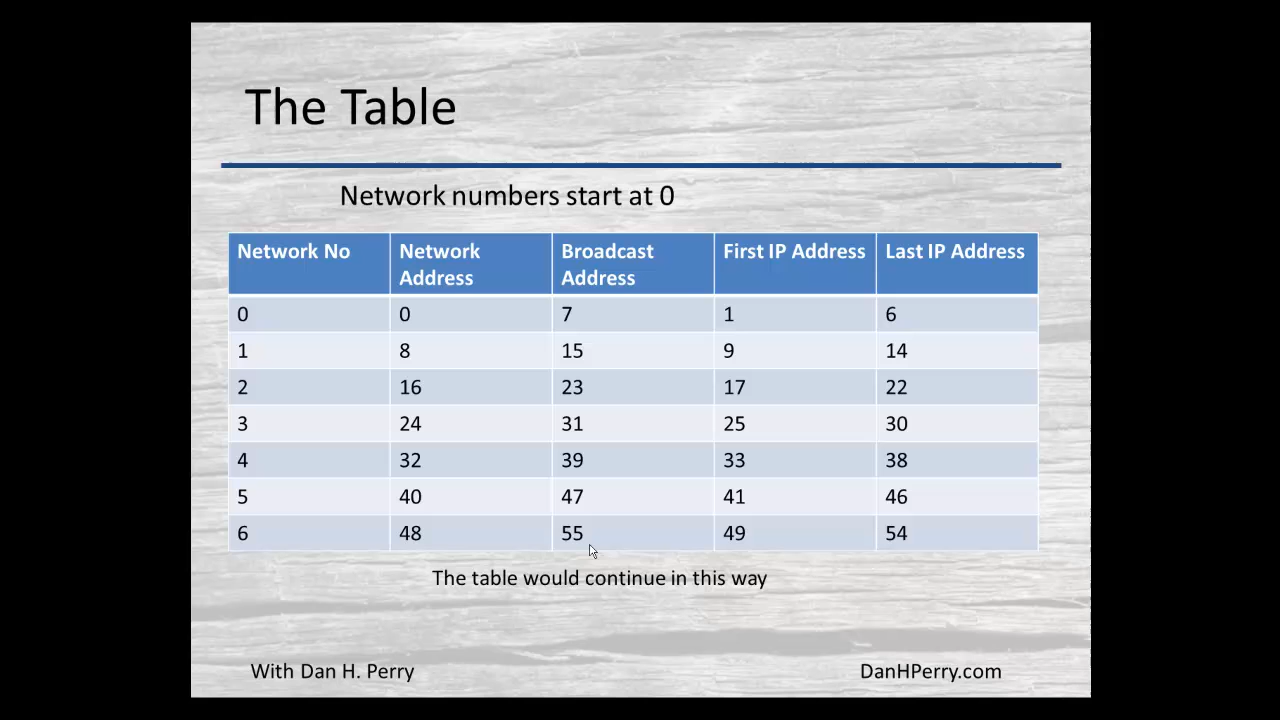 The Table
Network numbers start at 0
Network No Network Address Broadcast Address First IP Address Last IP Address
0 0 7 1 6
1 8 15 9 14
2 16 23 17 22
3 24 31 25 30
4 32 39 33 38
5 40 47 41 46
6 48 55 49 54
The table would continue in this way
With Dan H. Perry DanHPerry.com